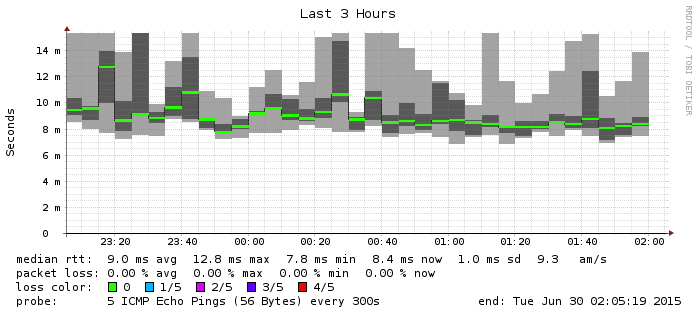 Last 3 Hours
RRDTOOL / TOBI OETIKER
Seconds
14 m
12 m
10 m
8 m
6 m
4 m
2 m
0
23:20 23:40 00:00 00:20 00:40 01:00 01:20 01:40 02:00
median rtt: 9.0 ms avg 12.8 ms max 7.8 ms min 8.4 ms now 1.0 ms sd 9.3 am/s
packet loss: 0.00 % avg 0.00 % max 0.00 % min 0.00 % now
loss color: 0 1/5 2/5 3/5 4/5
probe: 5 ICMP Echo Pings (56 Bytes) every 300s end: Tue Jun 30 02:05:19 2015